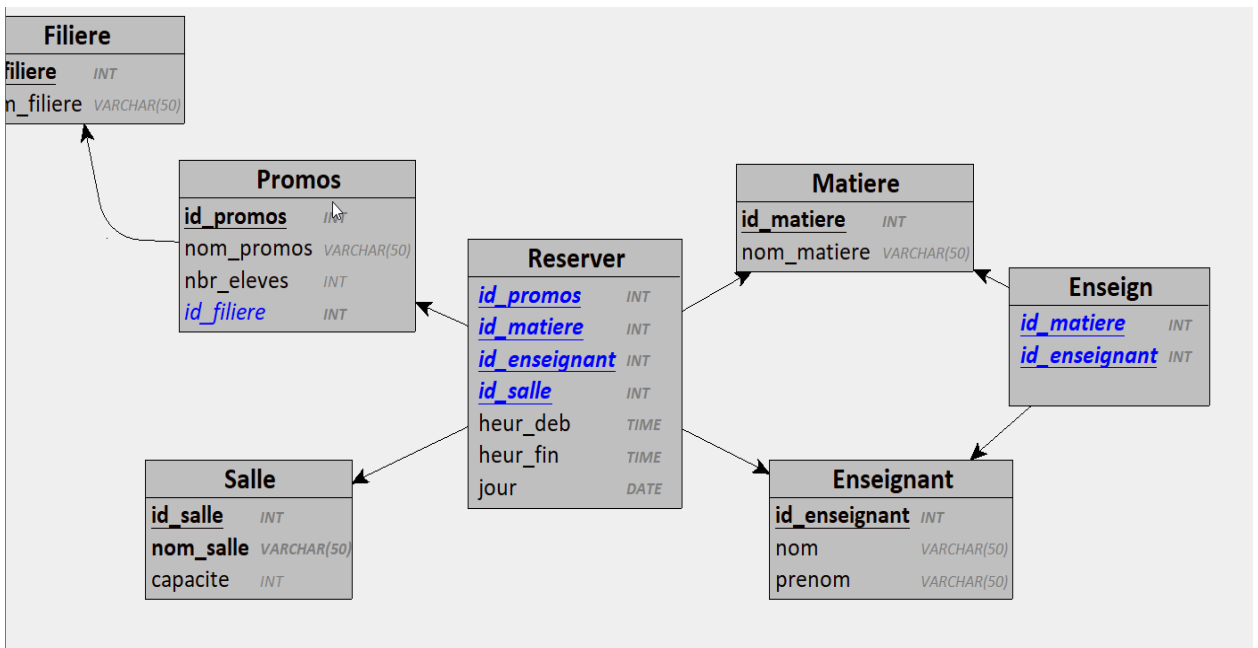 Filiere
filiere INT
m_filiere VARCHAR(50)
Promos
id_promos INT
nom_promos VARCHAR(50)
nbr_eleves INT
id_filiere INT
Reserver
id_promos INT
id_matiere INT
id_enseignant INT
id_salle INT
heur_deb TIME
heur_fin TIME
jour DATE
Matiere
id_matiere INT
nom_matiere VARCHAR(50)
Enseign
id_matiere INT
id_enseignant INT
Salle
id_salle INT
nom_salle VARCHAR(50)
capacite INT
Enseignant
id_enseignant INT
nom VARCHAR(50)
prenom VARCHAR(50)